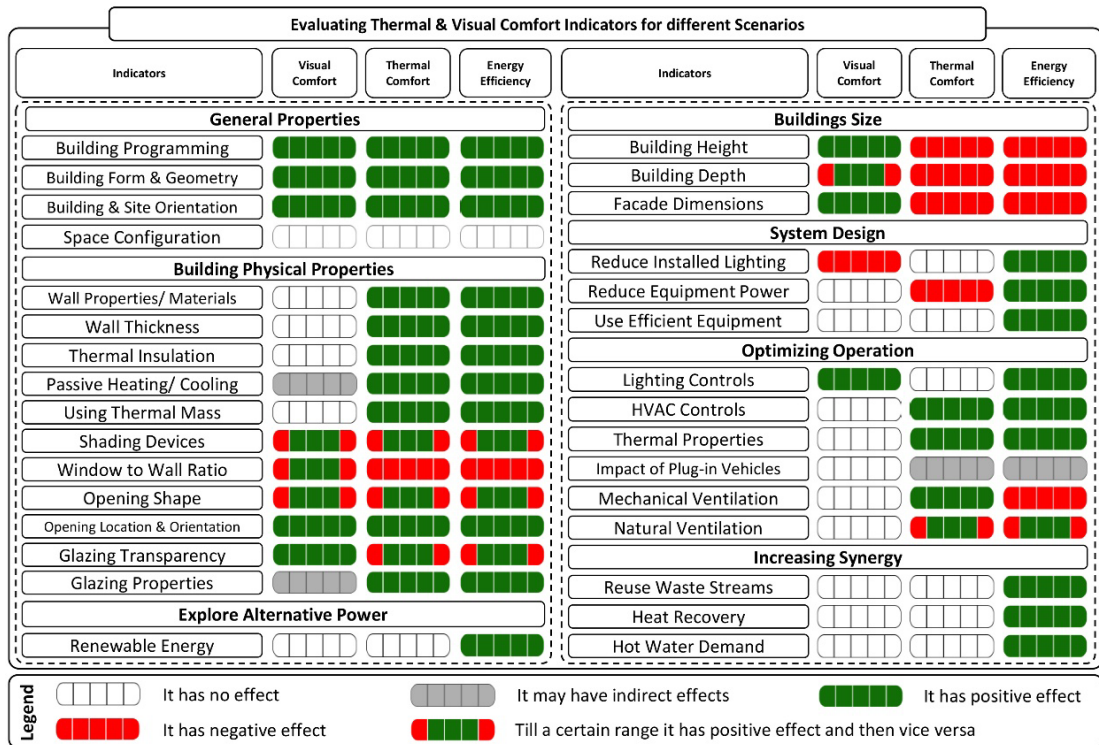 Evaluating Thermal & Visual Comfort Indicators for different Scenarios
Indicators
Visual
Comfort
Thermal
Comfort
Energy
Efficiency
General Properties
Building Programming
Building Form & Geometry
Building & Site Orientation
Space Configuration
Building Physical Properties
Wall Properties/ Materials
Wall Thickness
Thermal Insulation
Passive Heating/ Cooling
Using Thermal Mass
Shading Devices
Window to Wall Ratio
Opening Shape
Opening Location & Orientation
Glazing Transparency
Glazing Properties
Explore Alternative Power
Renewable Energy
Indicators
Visual
Comfort
Thermal
Comfort
Energy
Efficiency
Buildings Size
Building Height
Building Depth
Facade Dimensions
System Design
Reduce Installed Lighting
Reduce Equipment Power
Use Efficient Equipment
Optimizing Operation
Lighting Controls
HVAC Controls
Thermal Properties
Impact of Plug-in Vehicles
Mechanical Ventilation
Natural Ventilation
Increasing Synergy
Reuse Waste Streams
Heat Recovery
Hot Water Demand
Legend
It has no effect
It may have indirect effects
It has positive effect
It has negative effect
Till a certain range it has positive effect and then vice versa